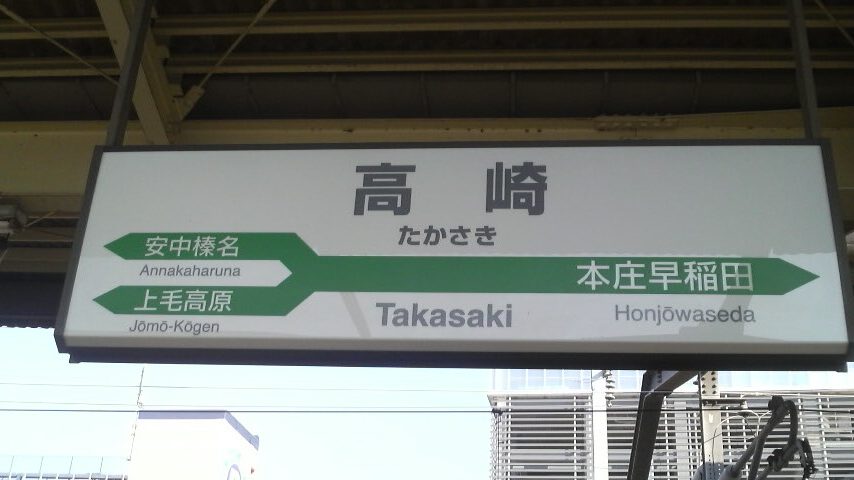 高崎
たかさき
安中榛名
Annakaharuna
上毛高原
Jōmō-Kōgen
本庄早稲田
Takasaki
Honjōwaseda